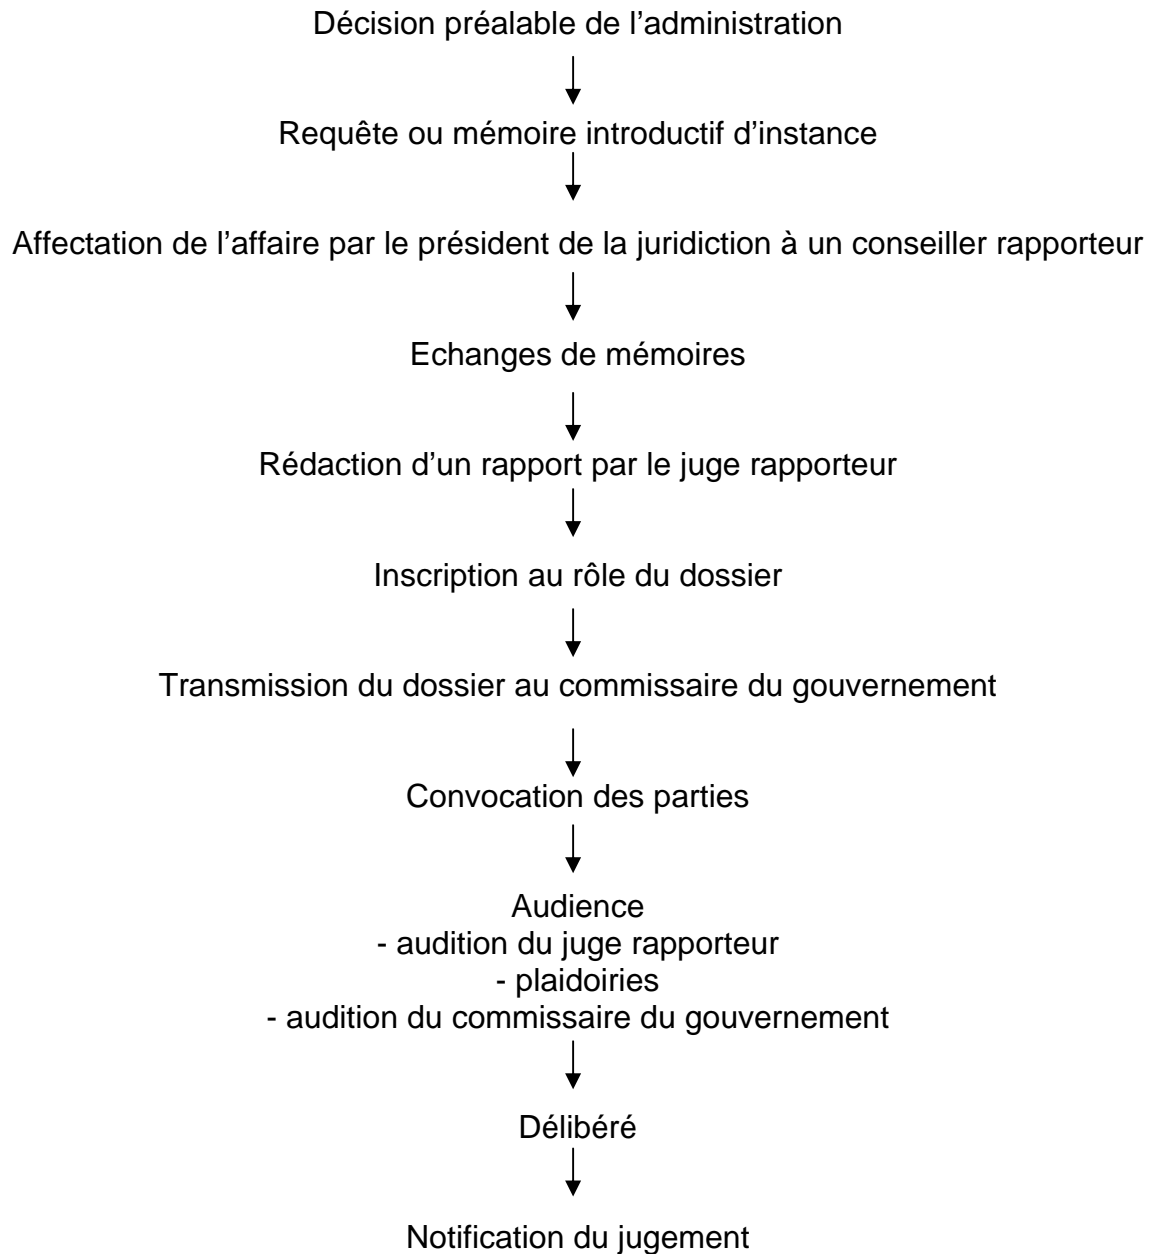 Décision préalable de l’administration
Requête ou mémoire introductif d’instance
Affectation de l’affaire par le président de la juridiction à un conseiller rapporteur
Echanges de mémoires
Rédaction d’un rapport par le juge rapporteur
Inscription au rôle du dossier
Transmission du dossier au commissaire du gouvernement
Convocation des parties
Audience
- audition du juge rapporteur
- plaidoiries
- audition du commissaire du gouvernement
Délibéré
Notification du jugement